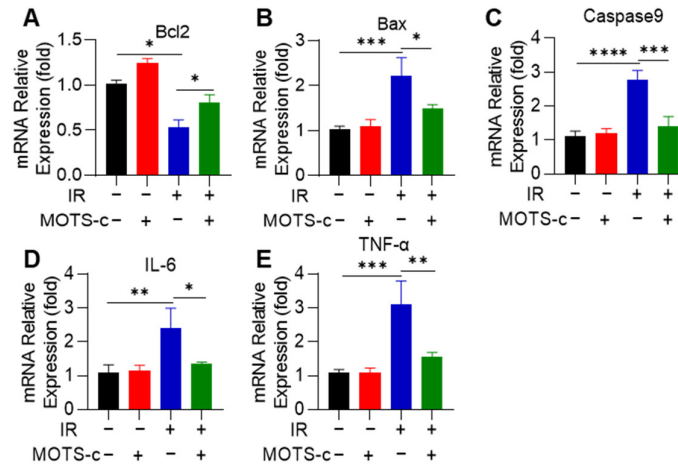 A
Bcl2
mRNA Relative
Expression (fold)
1.5
1.0
0.5
0.0
*
*
IR − − + +
MOTS-c − + − +
B
Bax
mRNA Relative
Expression (fold)
3
2
1
0
***
*
IR − − + +
MOTS-c − + − +
C
Caspase9
mRNA Relative
Expression (fold)
4
3
2
1
0
****
***
IR − − + +
MOTS-c − + − +
D
IL-6
mRNA Relative
Expression (fold)
4
3
2
1
0
**
*
IR − − + +
MOTS-c − + − +
E
TNF-α
mRNA Relative
Expression (fold)
4
3
2
1
0
***
**
IR − − + +
MOTS-c − + − +